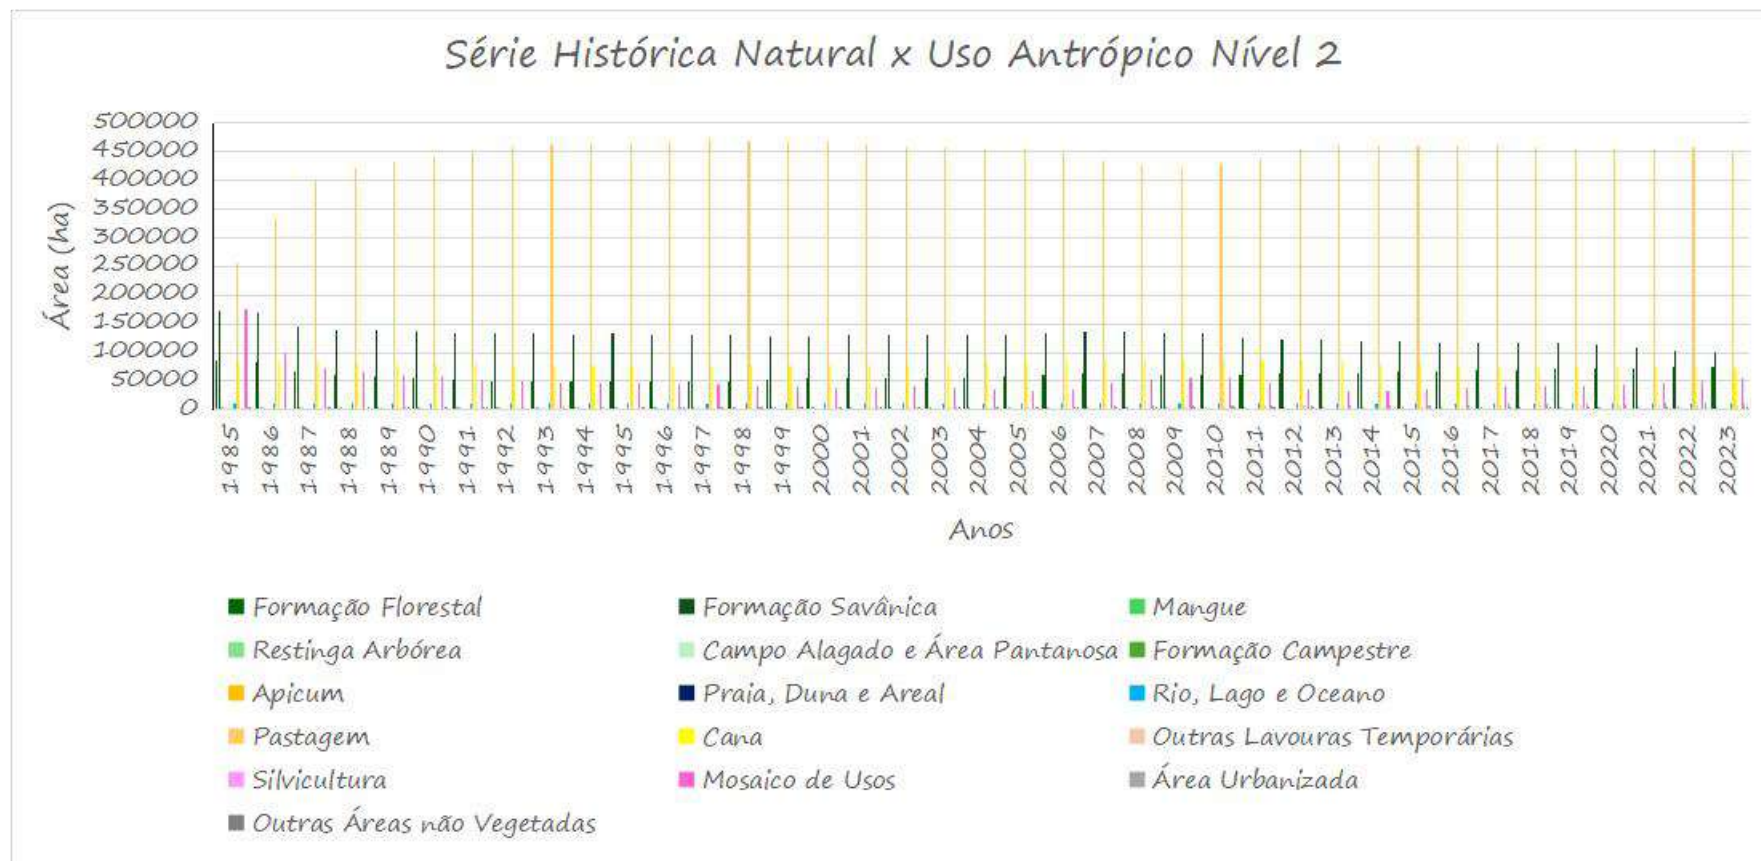 Série Histórica Natural x Uso Antrópico Nível 2
500000
450000
400000
350000
300000
250000
200000
150000
100000
50000
0
Área (ha)
1985 1986 1987 1988 1989 1990 1991 1992 1993 1994 1995 1996 1997 1998 1999 2000 2001 2002 2003 2004 2005 2006 2007 2008 2009 2010 2011 2012 2013 2014 2015 2016 2017 2018 2019 2020 2021 2022 2023
Anos
Formação Florestal Formação Savânica Mangue
Restinga Arbórea Campo Alagado e Área Pantanosa Formação Campestre
Apicum Praia, Duna e Areal Rio, Lago e Oceano
Pastagem Cana Outras Lavouras Temporárias
Silvicultura Mosaico de Usos Área Urbanizada
Outras Áreas não Vegetadas